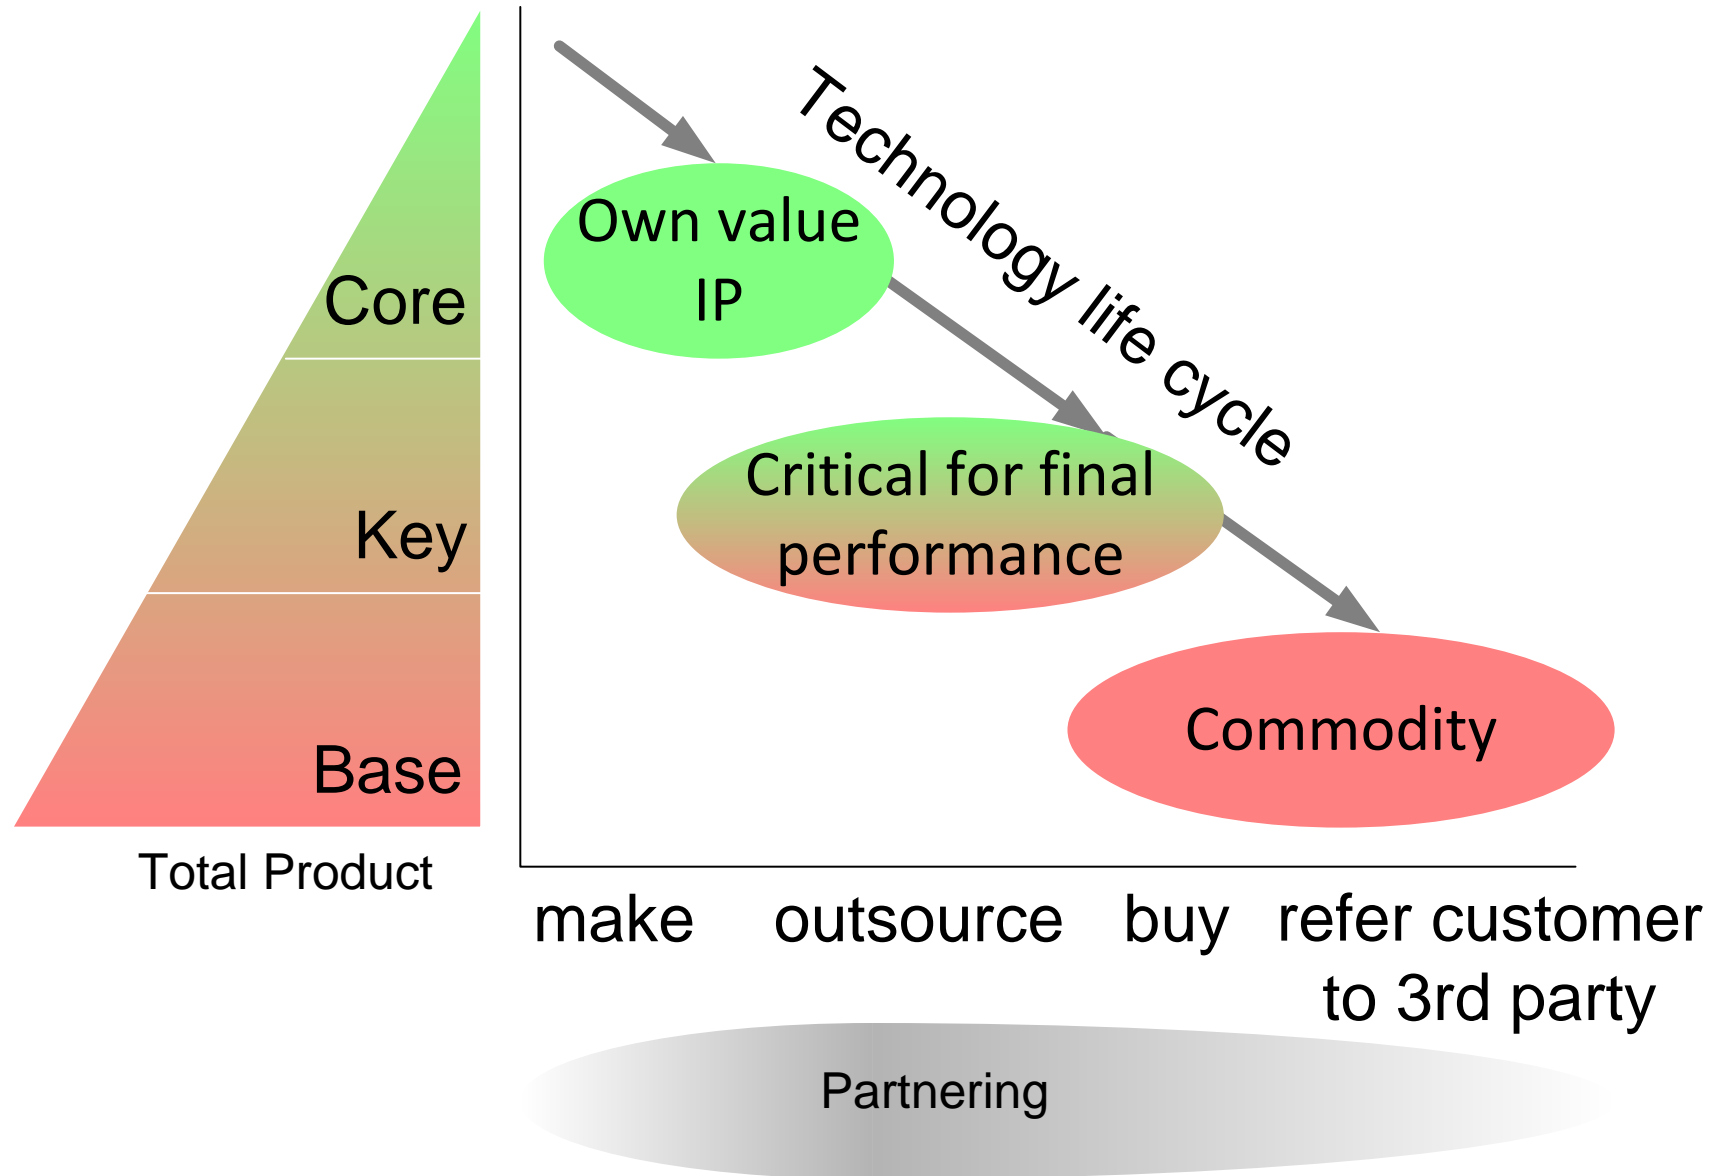 Technology life cycle
Own value
IP
Core
Critical for final
performance
Key
Commodity
Base
Total Product
make outsource buy refer customer
to 3rd party
Partnering